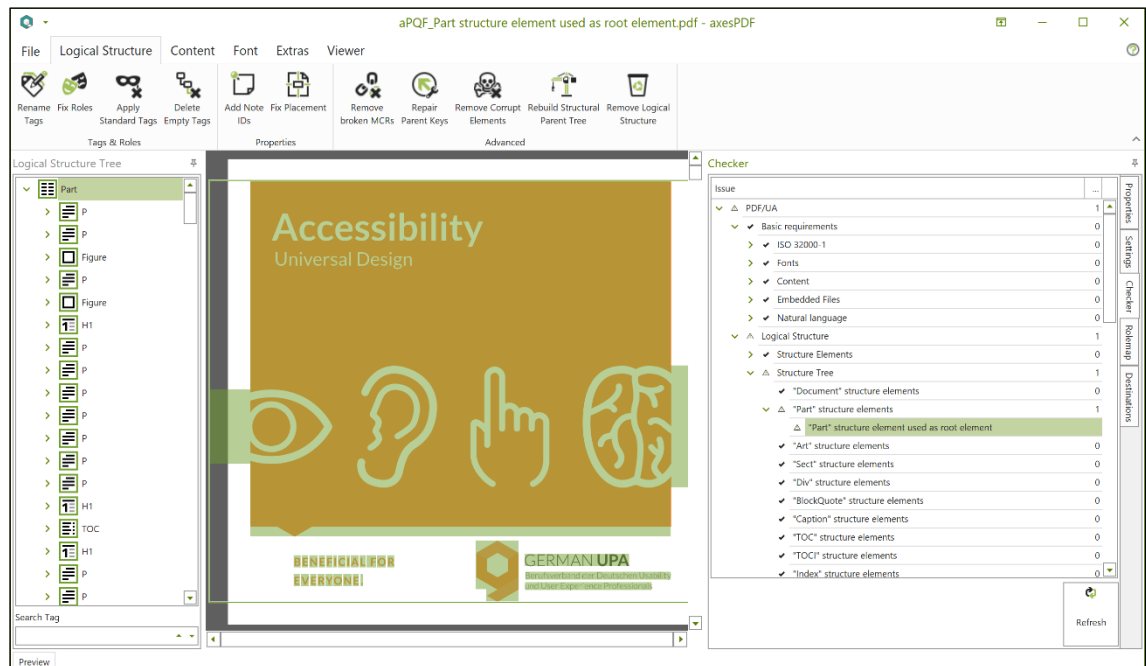 aPQF_Part structure element used as root element.pdf - axesPDF
File Logical Structure Content Font Extras Viewer
Rename Tags
Fix Roles
Apply Standard Tags
Delete Empty Tags
Add Note IDs
Fix Placement
Remove broken MCRs
Repair Parent Keys
Remove Corrupt Elements
Rebuild Structural Parent Tree
Remove Logical Structure
Tags & Roles
Properties
Advanced
Logical Structure Tree
Part
P
P
Figure
P
Figure
H1
P
P
P
P
P
P
P
H1
TOC
H1
P
P
Search Tag
Preview
Accessibility
Universal Design
BENEFICIAL FOR
EVERYONE.
GERMAN UPA
Berufsverband der Deutschen Usability
und User Experience Professionals
Checker
Issue ...
PDF/UA 1
Basic requirements 0
ISO 32000-1 0
Fonts 0
Content 0
Embedded Files 0
Natural language 0
Logical Structure 1
Structure Elements 0
Structure Tree 1
"Document" structure elements 0
"Part" structure elements 1
"Part" structure element used as root element
"Art" structure elements 0
"Sect" structure elements 0
"Div" structure elements 0
"BlockQuote" structure elements 0
"Caption" structure elements 0
"TOC" structure elements 0
"TOCI" structure elements 0
"Index" structure elements 0
Refresh
Properties
Settings
Checker
Rolemap
Destinations